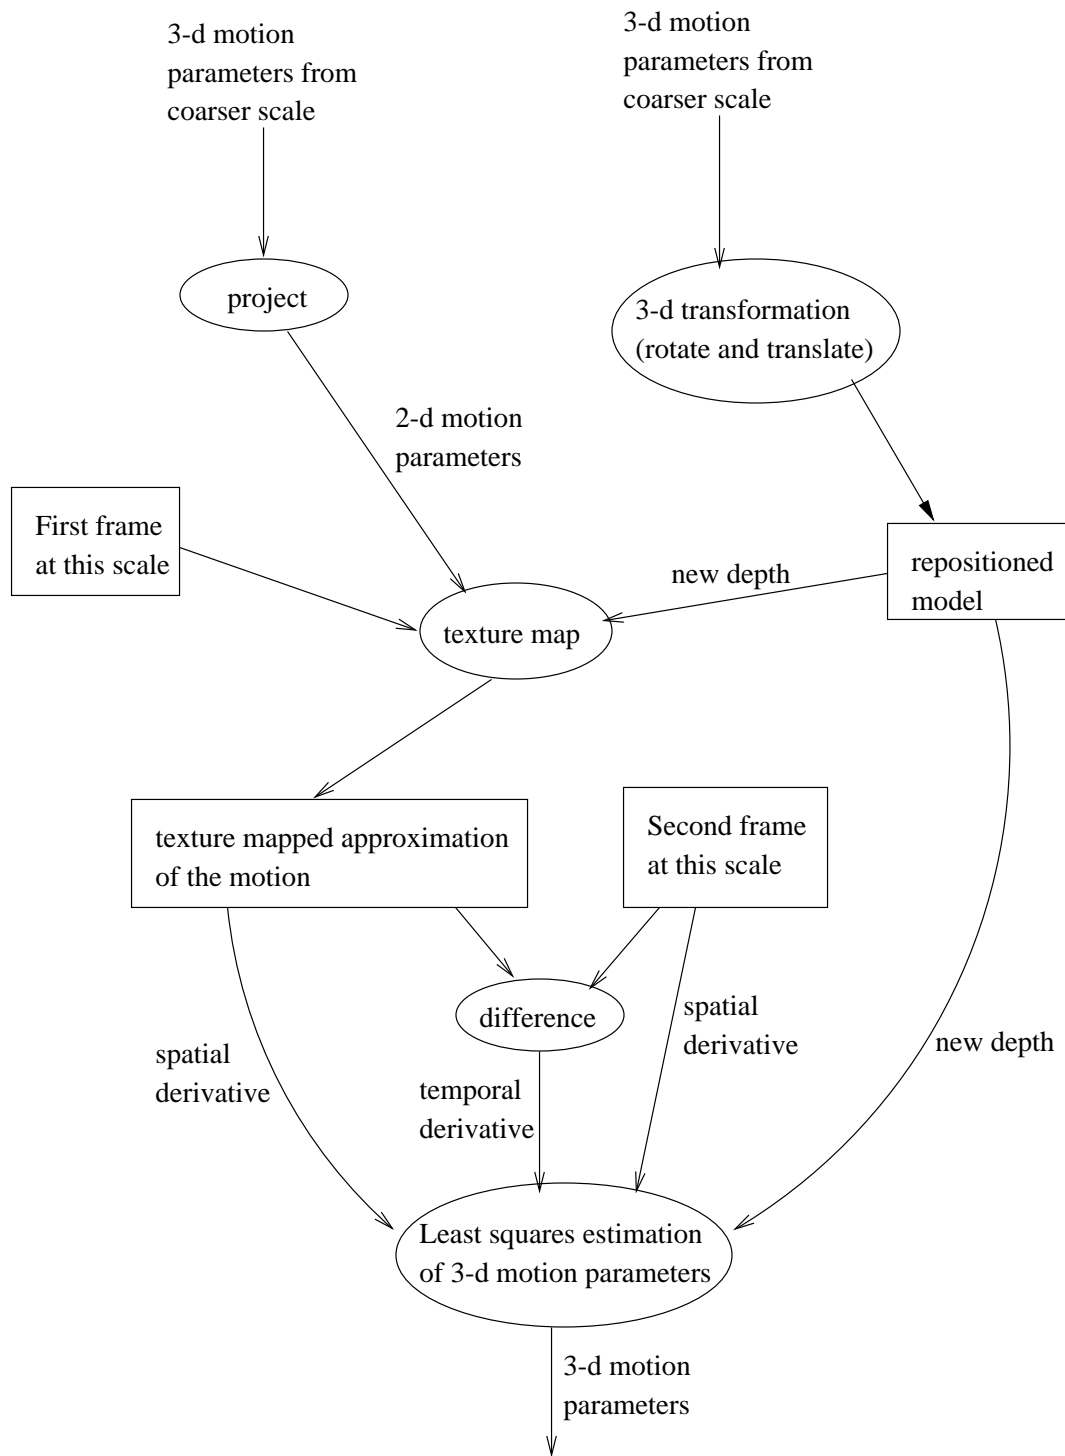 3-d motion
parameters from
coarser scale
3-d motion
parameters from
coarser scale
project
3-d transformation
(rotate and translate)
2-d motion
parameters
First frame
at this scale
new depth
repositioned
model
texture map
texture mapped approximation
of the motion
Second frame
at this scale
difference
spatial
derivative
spatial
derivative
temporal
derivative
new depth
Least squares estimation
of 3-d motion parameters
3-d motion
parameters